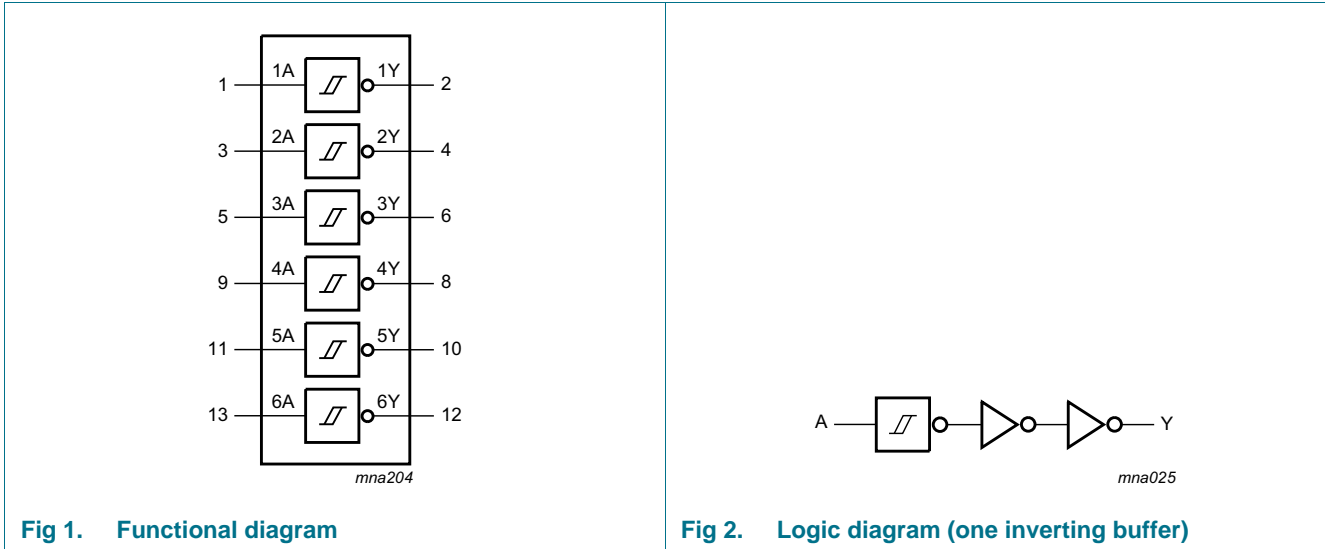 1 1A 1Y 2
3 2A 2Y 4
5 3A 3Y 6
9 4A 4Y 8
11 5A 5Y 10
13 6A 6Y 12
mna204
Fig 1. Functional diagram
A Y
mna025
Fig 2. Logic diagram (one inverting buffer)